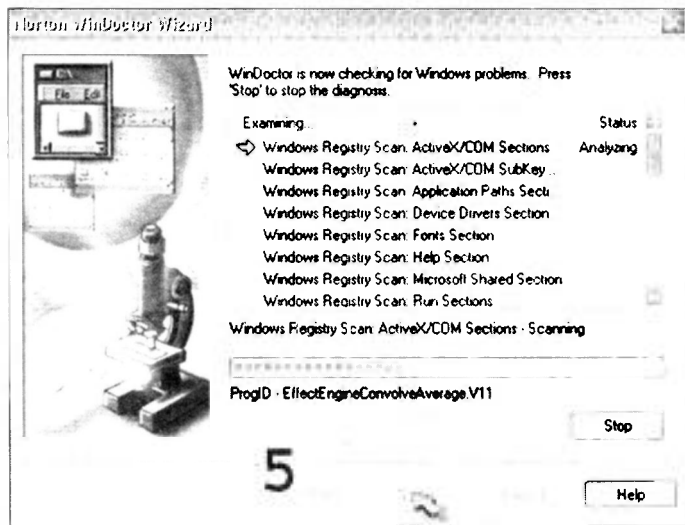 Norton WinDoctor Wizard
File Edi
WinDoctor is now checking for Windows problems. Press
'Stop' to stop the diagnosis.
Examining... Status
Windows Registry Scan: ActiveX/COM Sections Analyzing
Windows Registry Scan: ActiveX/COM SubKey...
Windows Registry Scan: Application Paths Secti
Windows Registry Scan: Device Drivers Section
Windows Registry Scan: Fonts Section
Windows Registry Scan: Help Section
Windows Registry Scan: Microsoft Shared Section
Windows Registry Scan: Run Sections
Windows Registry Scan: ActiveX/COM Sections - Scanning
ProgID - EffectEngineConvolveAverage.V11
Stop
5
Help